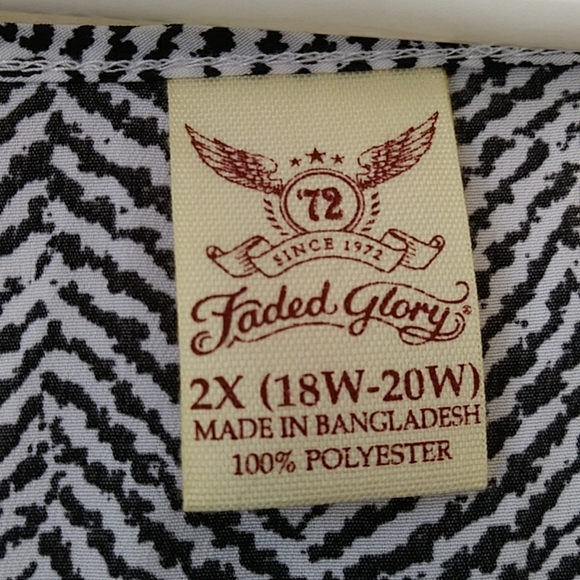 '72
SINCE 1972
Faded Glory®
2X (18W-20W)
MADE IN BANGLADESH
100% POLYESTER